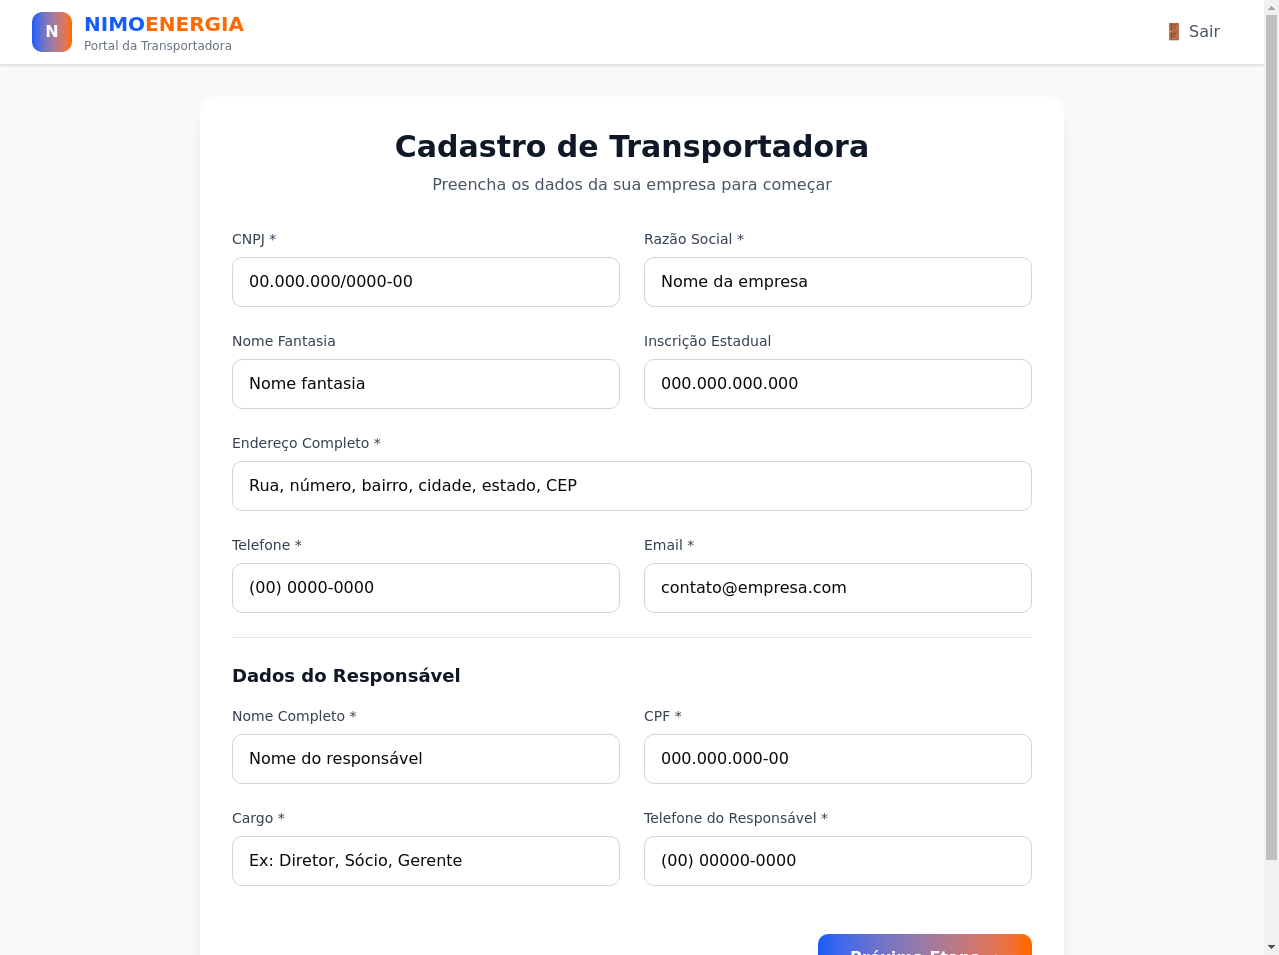 N
NIMOENERGIA
Portal da Transportadora
Sair
Cadastro de Transportadora
Preencha os dados da sua empresa para começar
CNPJ *
Razão Social *
00.000.000/0000-00
Nome da empresa
Nome Fantasia
Inscrição Estadual
Nome fantasia
000.000.000.000
Endereço Completo *
Rua, número, bairro, cidade, estado, CEP
Telefone *
Email *
(00) 0000-0000
contato@empresa.com
Dados do Responsável
Nome Completo *
CPF *
Nome do responsável
000.000.000-00
Cargo *
Telefone do Responsável *
Ex: Diretor, Sócio, Gerente
(00) 00000-0000
Próxima Etapa